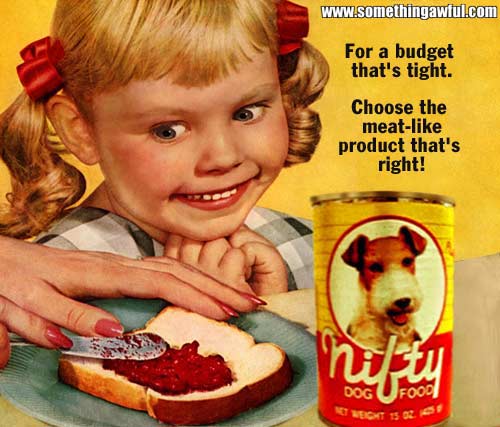 www.somethingawful.com
For a budget
that's tight.
Choose the
meat-like
product that's
right!
nifty
DOG FOOD
NET WEIGHT 15 OZ.